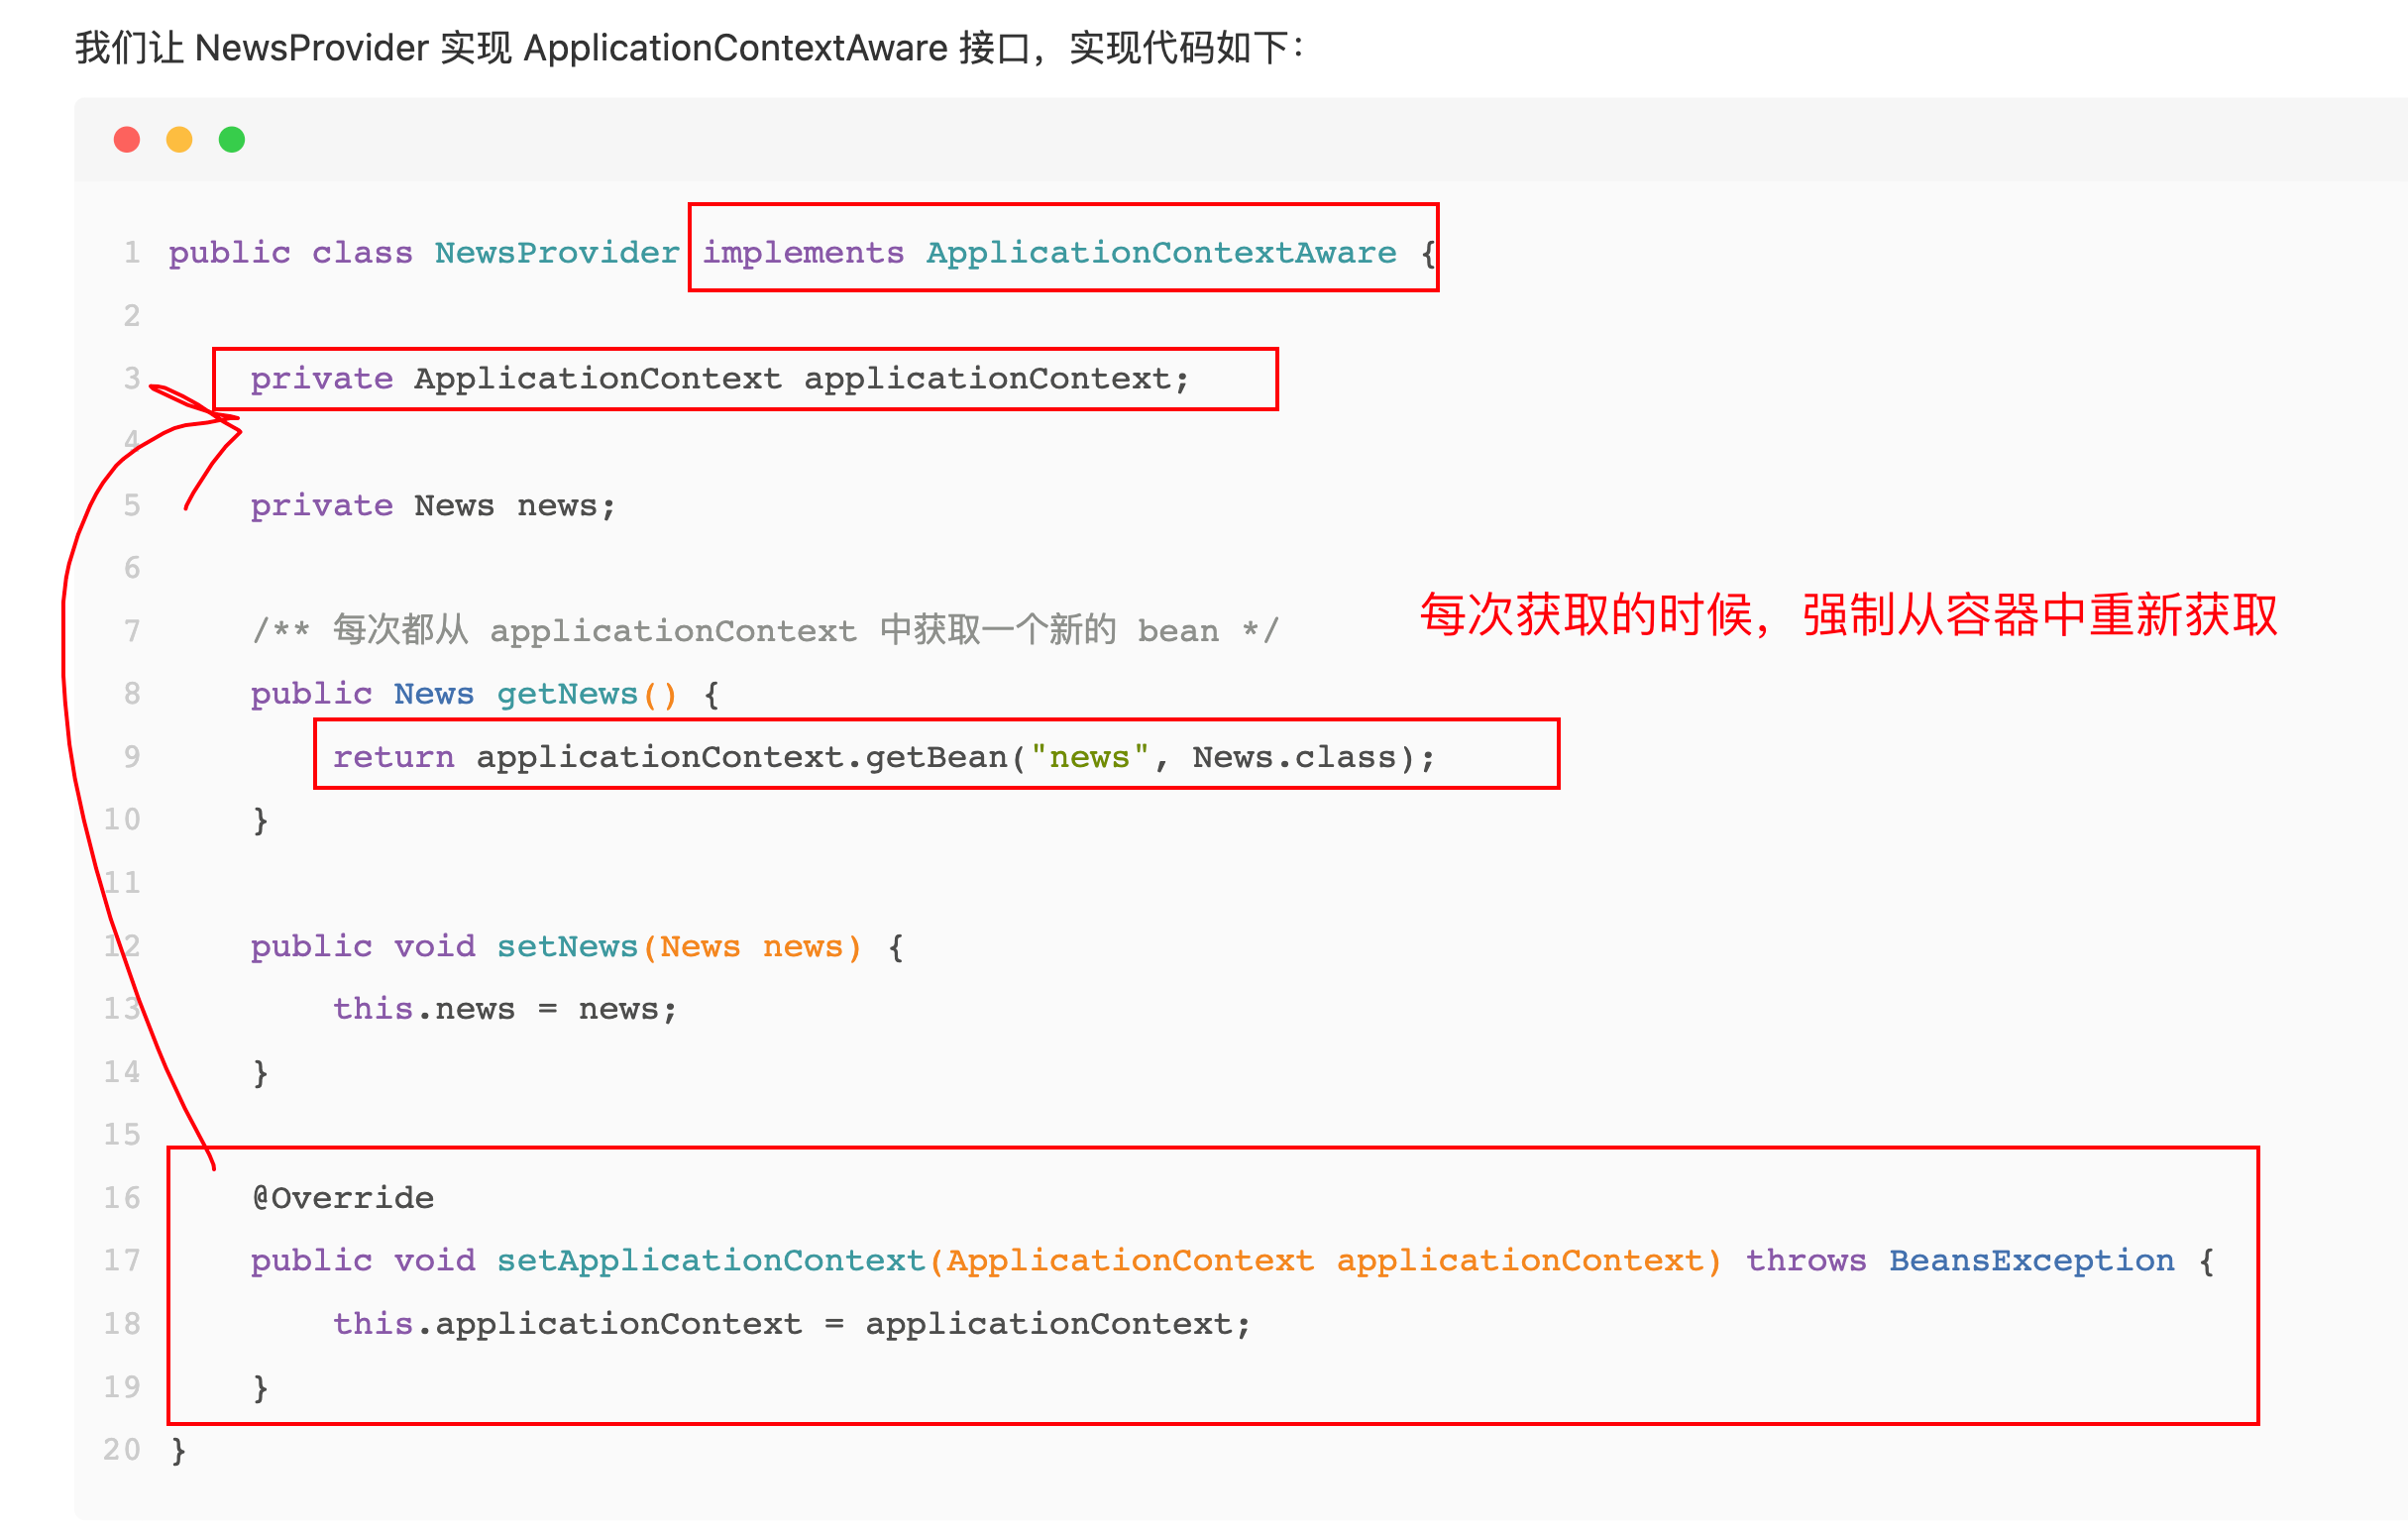 我们让 NewsProvider 实现 ApplicationContextAware 接口，实现代码如下：
1 public class NewsProvider implements ApplicationContextAware {
2
3     private ApplicationContext applicationContext;
4
5     private News news;
6
7     /** 每次都从 applicationContext 中获取一个新的 bean */ 每次获取的时候，强制从容器中重新获取
8     public News getNews() {
9         return applicationContext.getBean("news", News.class);
10     }
11
12     public void setNews(News news) {
13         this.news = news;
14     }
15
16     @Override
17     public void setApplicationContext(ApplicationContext applicationContext) throws BeansException {
18         this.applicationContext = applicationContext;
19     }
20 }